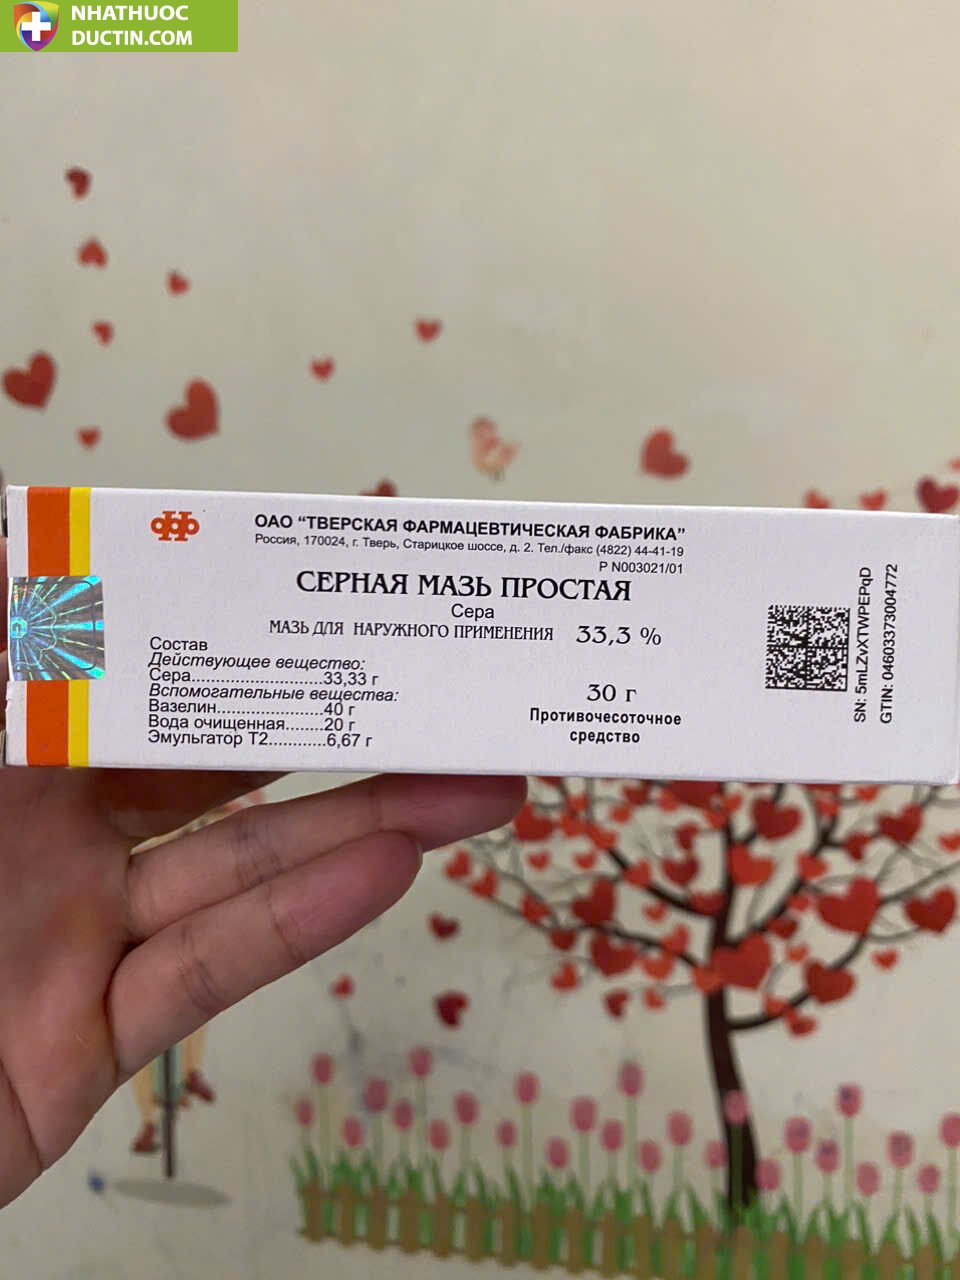 NHATHUOC
DUCTIN.COM
ОАО “ТВЕРСКАЯ ФАРМАЦЕВТИЧЕСКАЯ ФАБРИКА”
Россия, 170024, г. Тверь, Старицкое шоссе, д. 2. Тел./факс (4822) 44-41-19
Р N003021/01
СЕРНАЯ МАЗЬ ПРОСТАЯ
Сера
МАЗЬ ДЛЯ НАРУЖНОГО ПРИМЕНЕНИЯ 33,3 %
Состав
Действующее вещество:
Сера........................33,33 г
Вспомогательные вещества:
Вазелин....................40 г
Вода очищенная.......20 г
Эмульгатор Т2...........6,67 г
30 г
Противочесоточное
средство
SN: 5mLZvXTWPEPqD
GTIN: 04603373004772